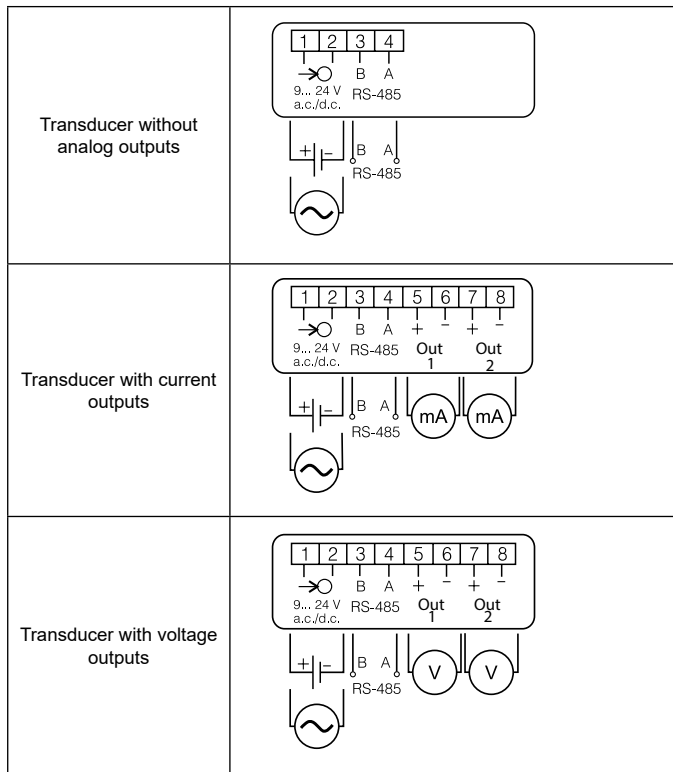 Transducer without
analog outputs
1 2 3 4
B A
9... 24 V RS-485
a.c./d.c.
+ – B A
RS-485
Transducer with current
outputs
1 2 3 4 5 6 7 8
B A + – + –
9... 24 V RS-485 Out Out
a.c./d.c. 1 2
+ – B A mA mA
RS-485
Transducer with voltage
outputs
1 2 3 4 5 6 7 8
B A + – + –
9... 24 V RS-485 Out Out
a.c./d.c. 1 2
+ – B A V V
RS-485